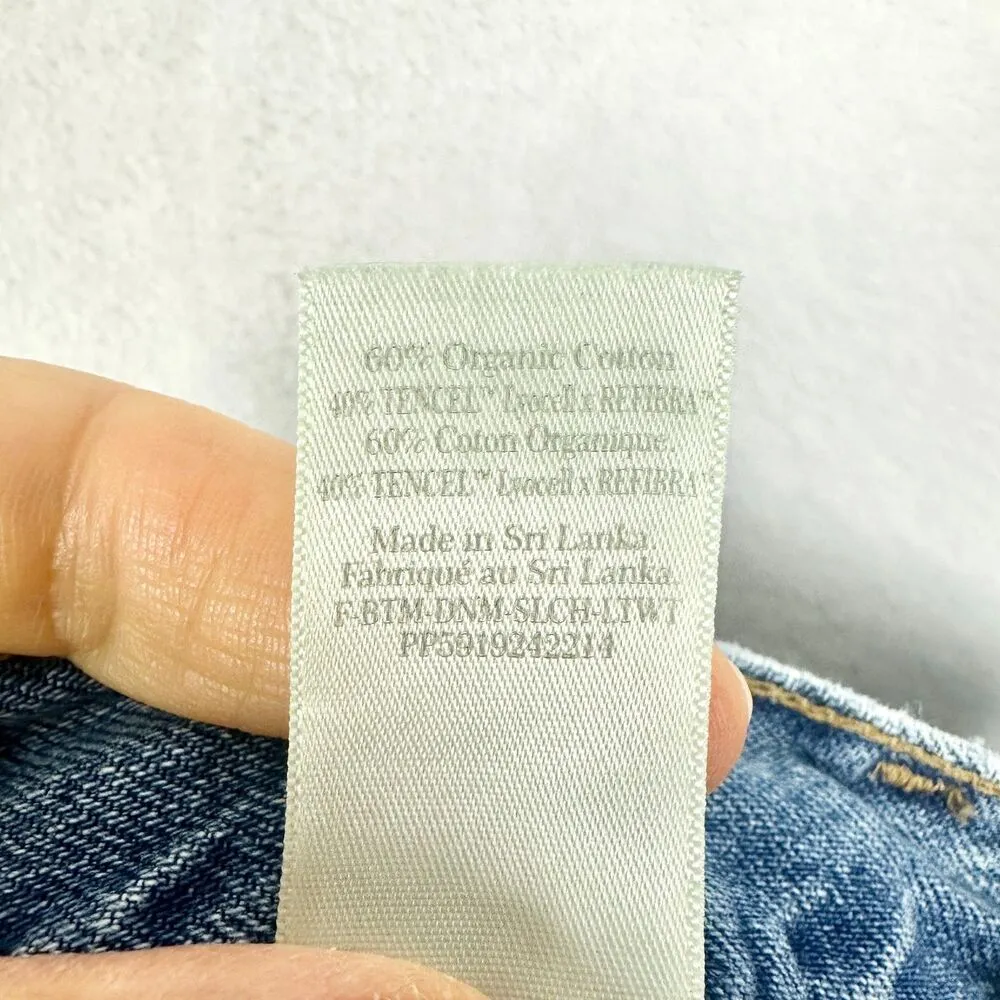 60% Organic Cotton
40% TENCEL™ Lyocell x REFIBRA™
60% Coton Organique
40% TENCEL™ Lyocell x REFIBRA
Made in Sri Lanka
Fabriqué au Sri Lanka
F-BTM-DNM-SLCH-LTWT
PP5919242214